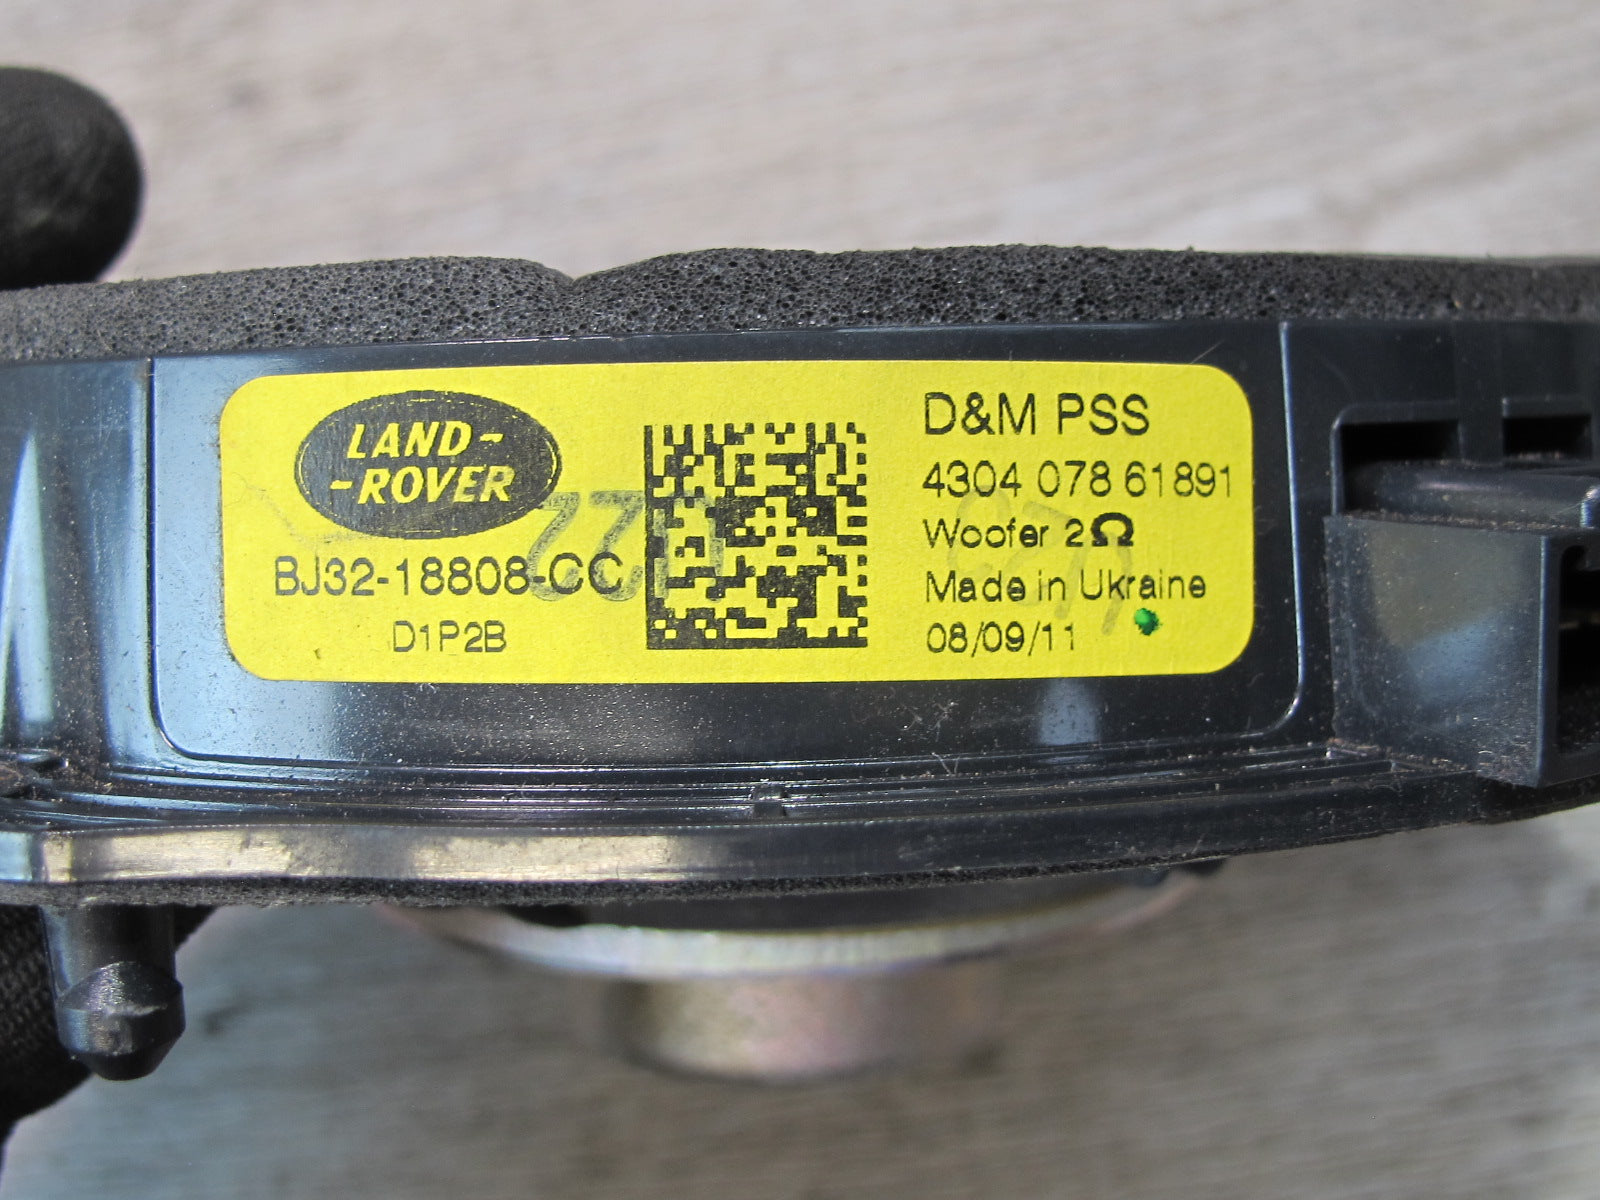 LAND-
-ROVER
BJ32-18808-CC
D1P2B
D&M PSS
4304 078 61891
Woofer 2Ω
Made in Ukraine
08/09/11